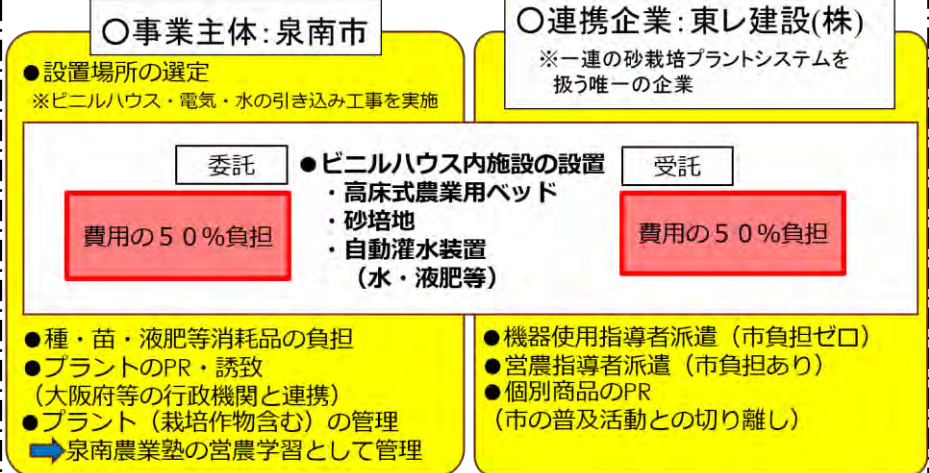 〇事業主体:泉南市
●設置場所の選定
※ビニルハウス・電気・水の引き込み工事を実施
〇連携企業:東レ建設(株)
※一連の砂栽培プラントシステムを
扱う唯一の企業
委託
費用の50%負担
●ビニルハウス内施設の設置
・高床式農業用ベッド
・砂培地
・自動灌水装置
(水・液肥等)
受託
費用の50%負担
●種・苗・液肥等消耗品の負担
●プラントのPR・誘致
(大阪府等の行政機関と連携)
●プラント(栽培作物含む)の管理
➡泉南農業塾の営農学習として管理
●機器使用指導者派遣(市負担ゼロ)
●営農指導者派遣(市負担あり)
●個別商品のPR
(市の普及活動との切り離し)